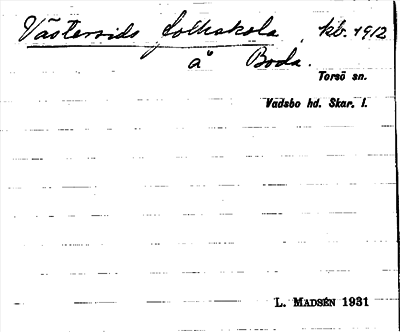 Västersids folkskola kb. 1912
å Boda.
Torsö sn.
Vadsbo hd. Skar. l.
L. MADSÉN 1931